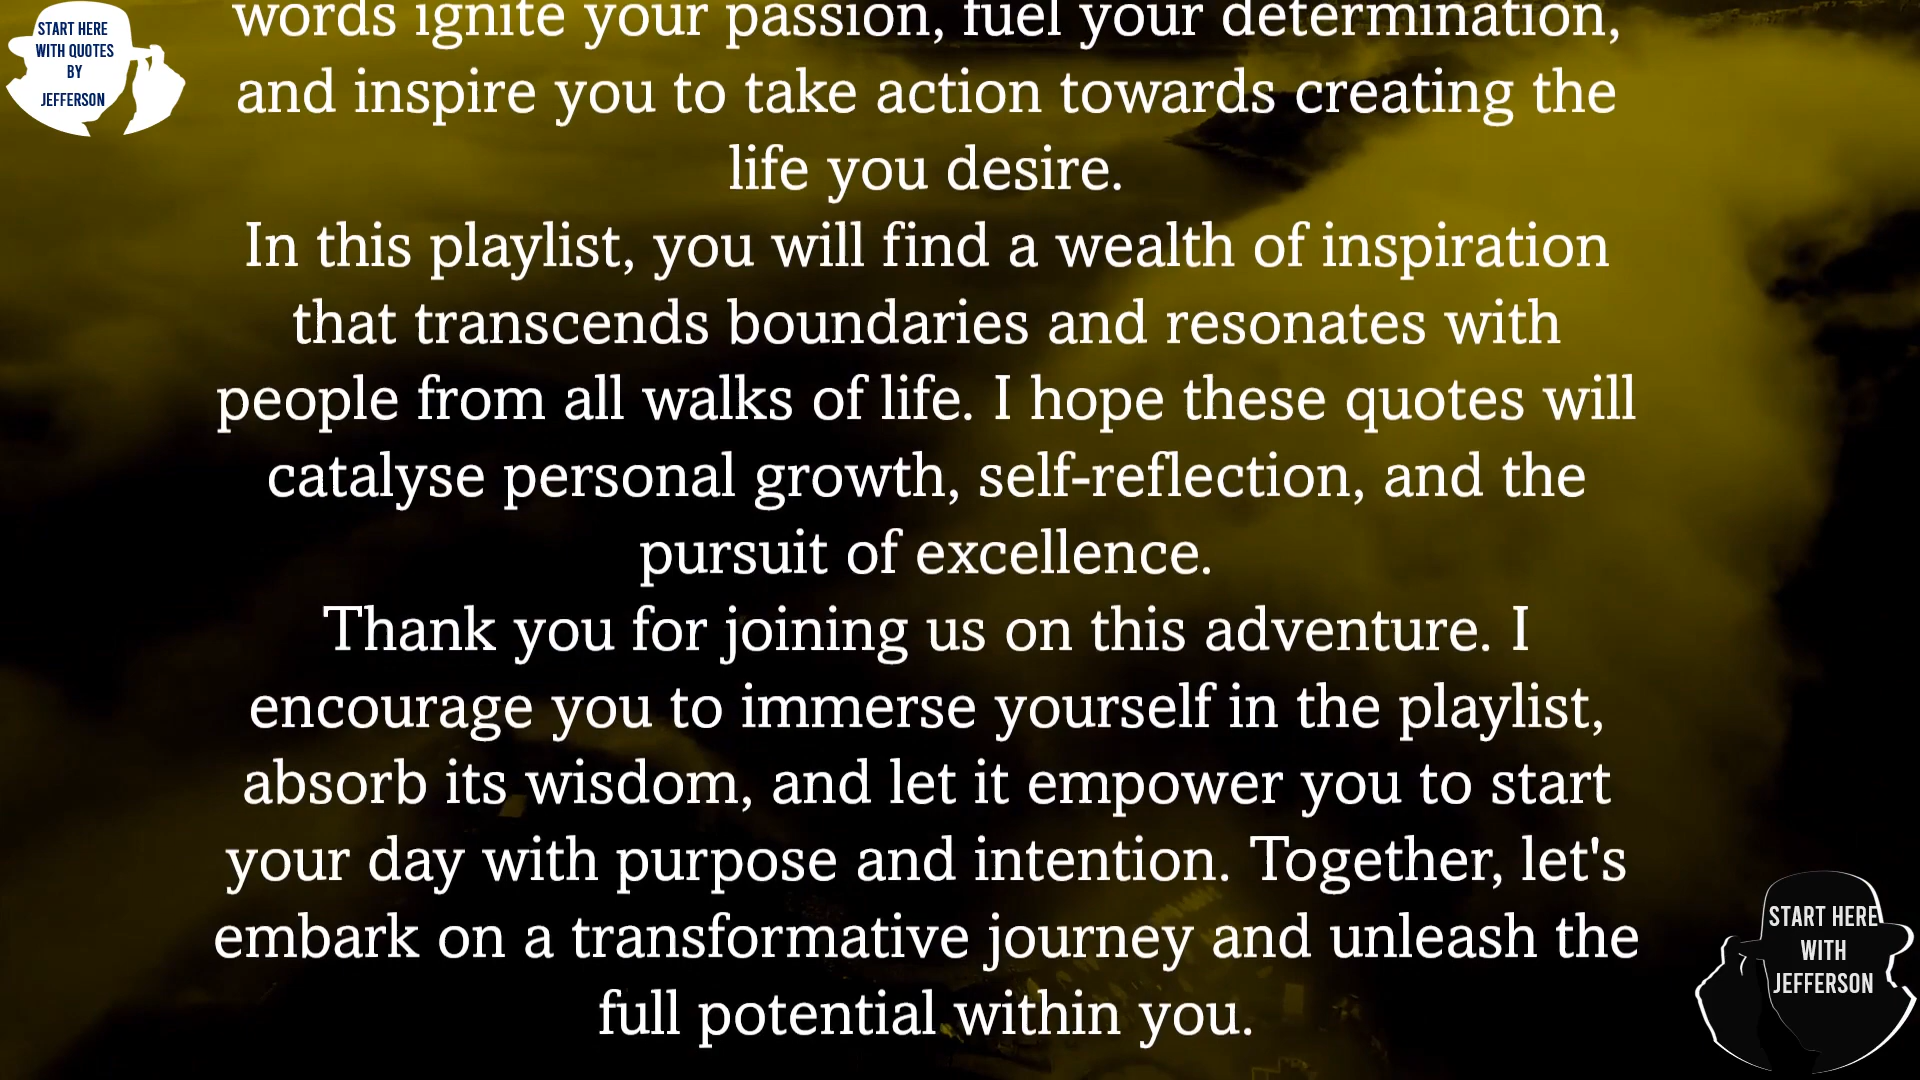 START HERE
WITH QUOTES
BY
JEFFERSON
words ignite your passion, fuel your determination,
and inspire you to take action towards creating the
life you desire.
In this playlist, you will find a wealth of inspiration
that transcends boundaries and resonates with
people from all walks of life. I hope these quotes will
catalyse personal growth, self-reflection, and the
pursuit of excellence.
Thank you for joining us on this adventure. I
encourage you to immerse yourself in the playlist,
absorb its wisdom, and let it empower you to start
your day with purpose and intention. Together, let's
embark on a transformative journey and unleash the
full potential within you.
START HERE
WITH
JEFFERSON